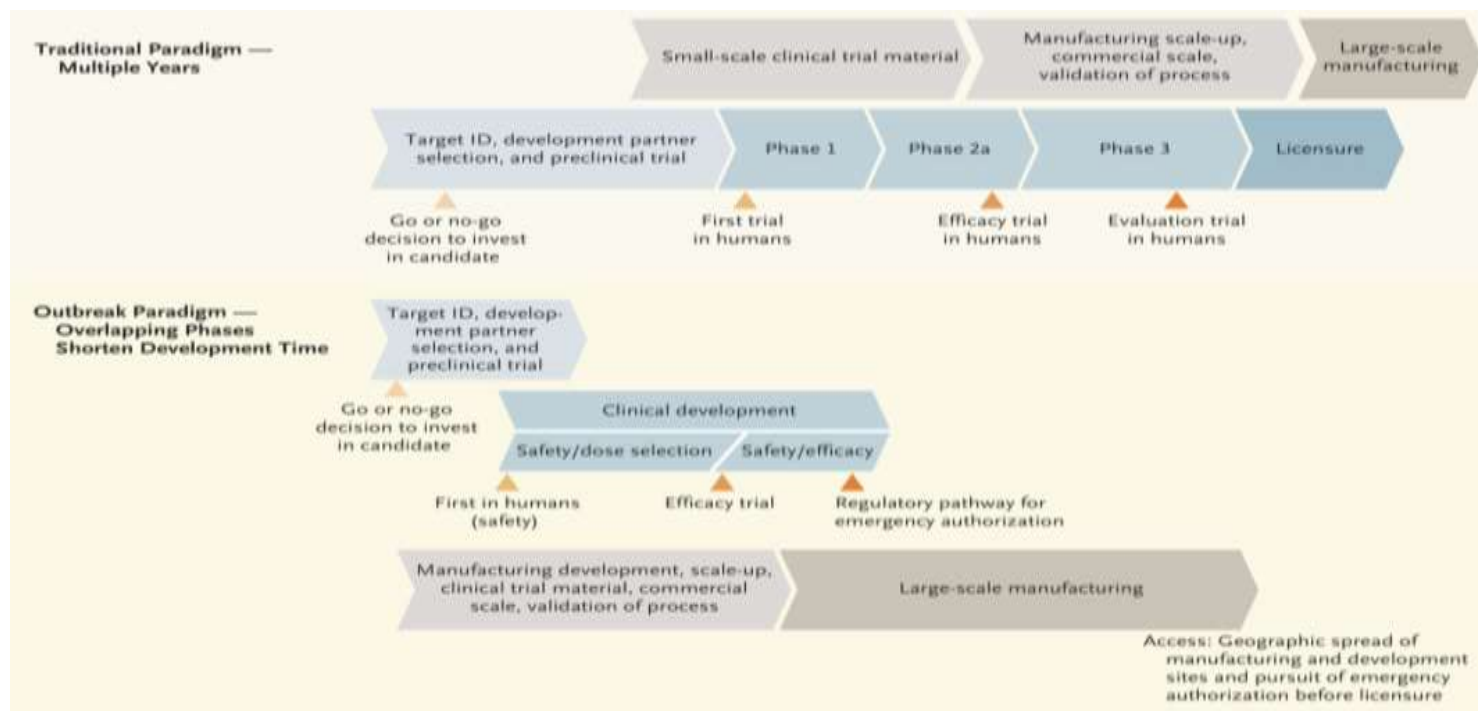 Traditional Paradigm —
Multiple Years
Small-scale clinical trial material
Manufacturing scale-up,
commercial scale,
validation of process
Large-scale
manufacturing
Target ID, development partner
selection, and preclinical trial
Phase 1
Phase 2a
Phase 3
Licensure
Go or no-go
decision to invest
in candidate
First trial
in humans
Efficacy trial
in humans
Evaluation trial
in humans
Outbreak Paradigm —
Overlapping Phases
Shorten Development Time
Target ID, develop-
ment partner
selection, and
preclinical trial
Go or no-go
decision to invest
in candidate
Clinical development
Safety/dose selection
Safety/efficacy
First in humans
(safety)
Efficacy trial
Regulatory pathway for
emergency authorization
Manufacturing development, scale-up,
clinical trial material, commercial
scale, validation of process
Large-scale manufacturing
Access: Geographic spread of
manufacturing and development
sites and pursuit of emergency
authorization before licensure